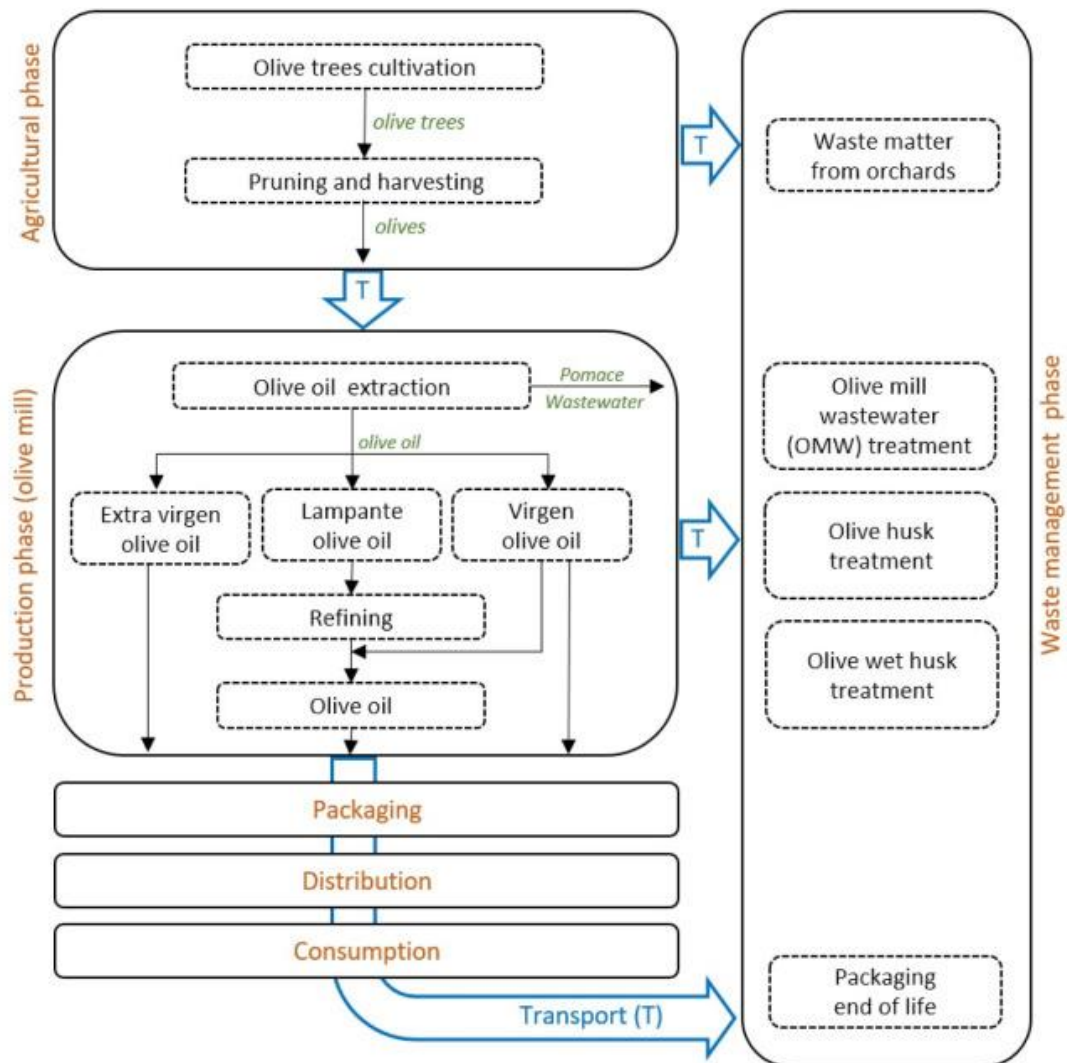 Agricultural phase
Olive trees cultivation
olive trees
Pruning and harvesting
olives
T
T
Waste matter
from orchards
Production phase (olive mill)
Olive oil extraction
Pomace
Wastewater
olive oil
Extra virgen
olive oil
Lampante
olive oil
Virgen
olive oil
Refining
Olive oil
T
Olive mill
wastewater
(OMW) treatment
Olive husk
treatment
Olive wet husk
treatment
Waste management phase
Packaging
Distribution
Consumption
Transport (T)
Packaging
end of life